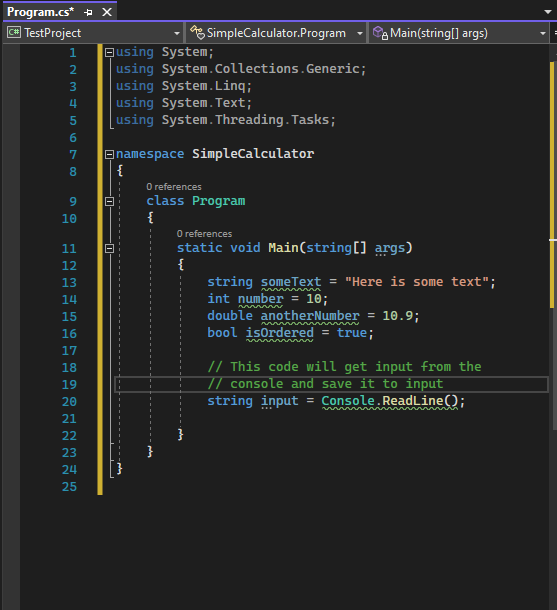 Program.cs*
C# TestProject SimpleCalculator.Program Main(string[] args)
1 using System;
2 using System.Collections.Generic;
3 using System.Linq;
4 using System.Text;
5 using System.Threading.Tasks;
6
7 namespace SimpleCalculator
8 {
0 references
9 class Program
10 {
0 references
11 static void Main(string[] args)
12 {
13 string someText = "Here is some text";
14 int number = 10;
15 double anotherNumber = 10.9;
16 bool isOrdered = true;
17
18 // This code will get input from the
19 // console and save it to input
20 string input = Console.ReadLine();
21
22 }
23 }
24 }
25